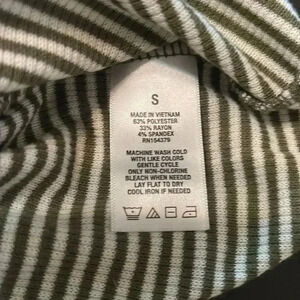 S
MADE IN VIETNAM
63% POLYESTER
33% RAYON
4% SPANDEX
RN154379
MACHINE WASH COLD
WITH LIKE COLORS
GENTLE CYCLE
ONLY NON-CHLORINE
BLEACH WHEN NEEDED
LAY FLAT TO DRY
COOL IRON IF NEEDED